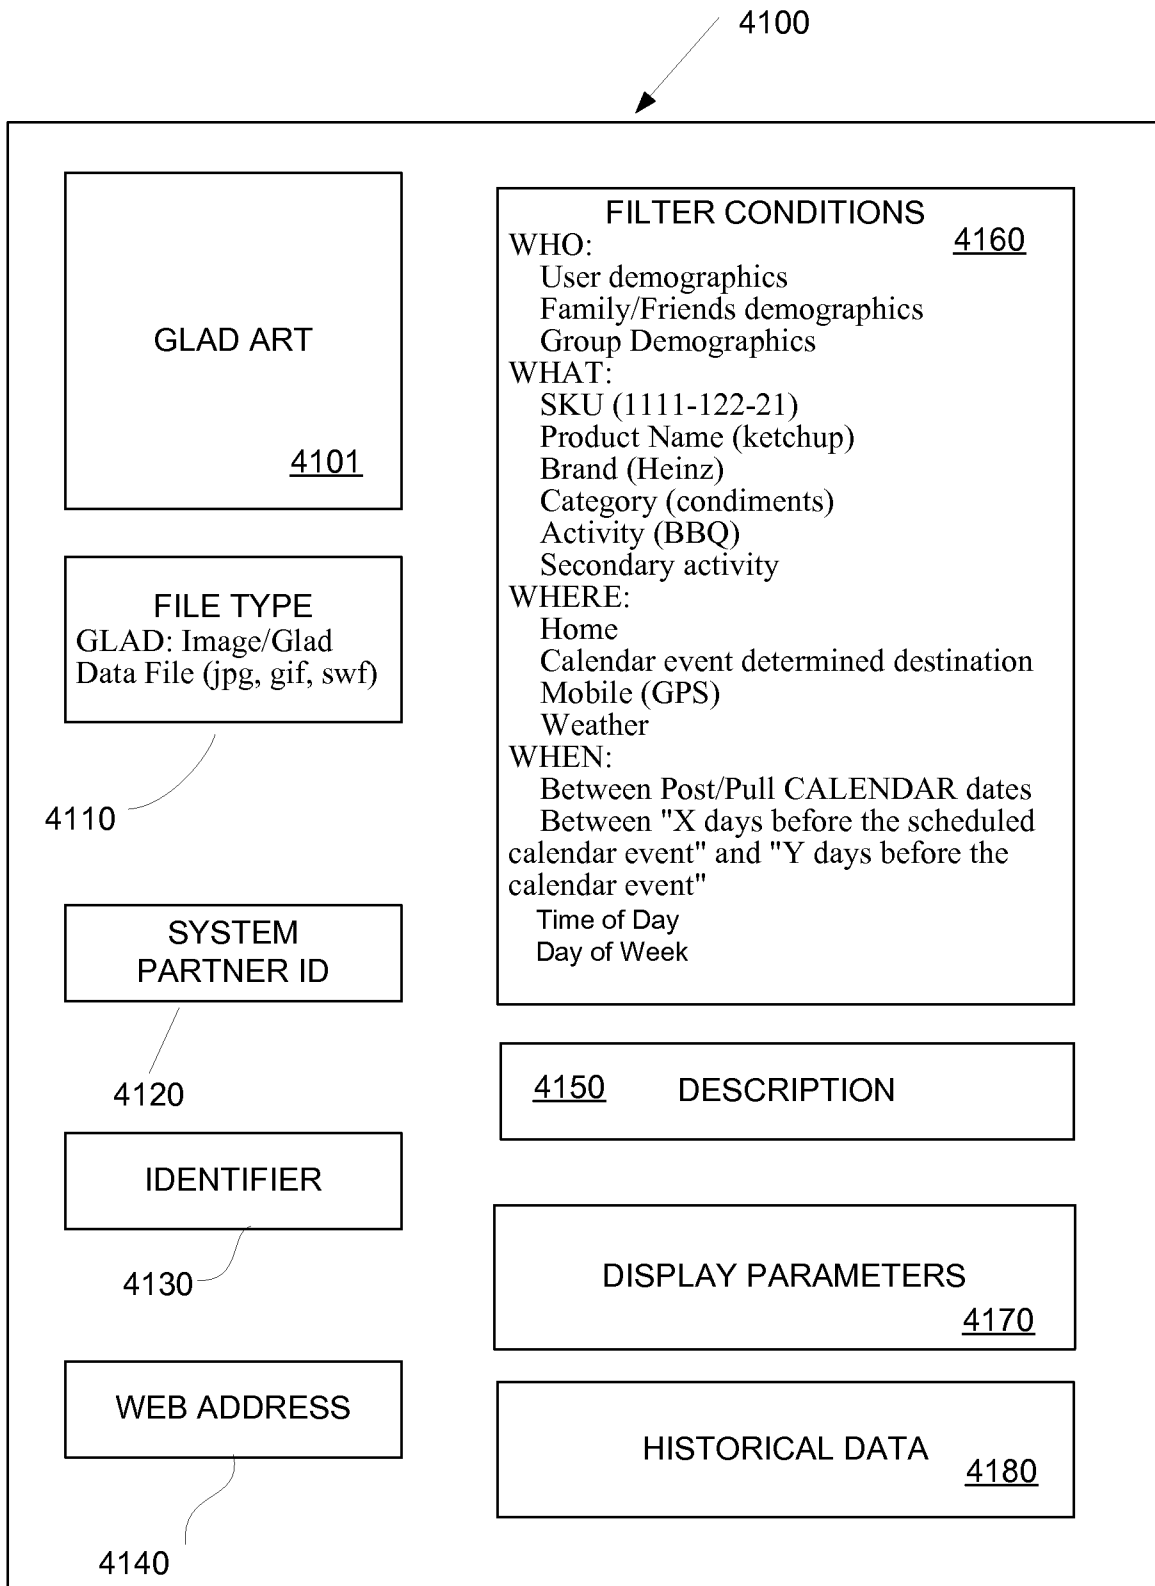 4100
GLAD ART
4101
FILE TYPE
GLAD: Image/Glad
Data File (jpg, gif, swf)
4110
SYSTEM
PARTNER ID
4120
IDENTIFIER
4130
WEB ADDRESS
4140
FILTER CONDITIONS
4160
WHO:
User demographics
Family/Friends demographics
Group Demographics
WHAT:
SKU (1111-122-21)
Product Name (ketchup)
Brand (Heinz)
Category (condiments)
Activity (BBQ)
Secondary activity
WHERE:
Home
Calendar event determined destination
Mobile (GPS)
Weather
WHEN:
Between Post/Pull CALENDAR dates
Between "X days before the scheduled
calendar event" and "Y days before the
calendar event"
Time of Day
Day of Week
4150 DESCRIPTION
DISPLAY PARAMETERS
4170
HISTORICAL DATA
4180